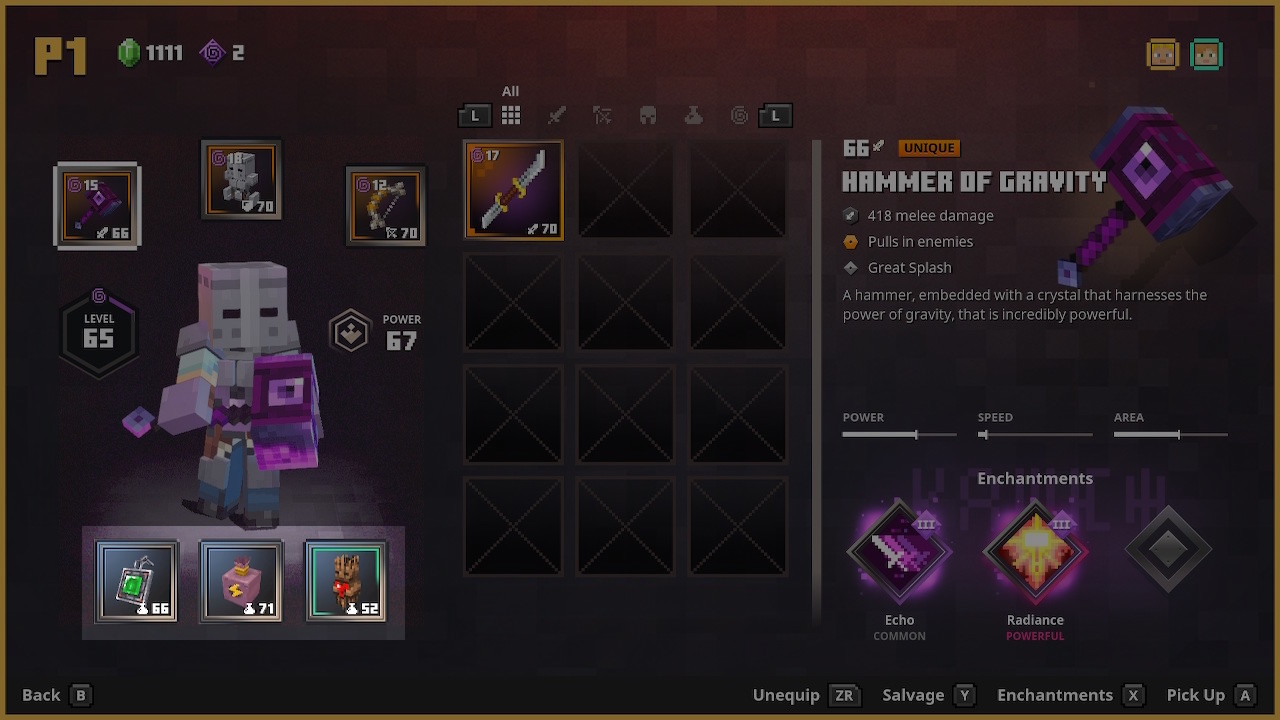 P1 1111 2
All
L L
15 66
18 70
12 70
17 70
LEVEL
65
POWER
67
66 71 52
66 UNIQUE
HAMMER OF GRAVITY
418 melee damage
Pulls in enemies
Great Splash
A hammer, embedded with a crystal that harnesses the
power of gravity, that is incredibly powerful.
POWER SPEED AREA
Enchantments
III III
Echo Radiance
COMMON POWERFUL
Back B Unequip ZR Salvage Y Enchantments X Pick Up A